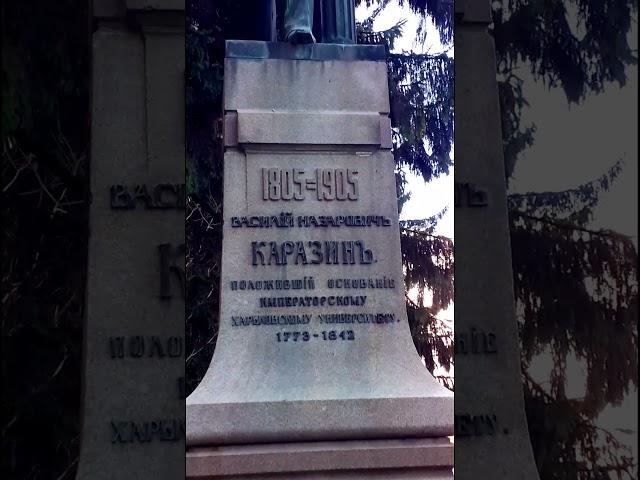 1805=1905
Василій Назаровичъ
Каразинъ.
положившій основаніе
Императорскому
Харьковскому Университету.
1773-1842